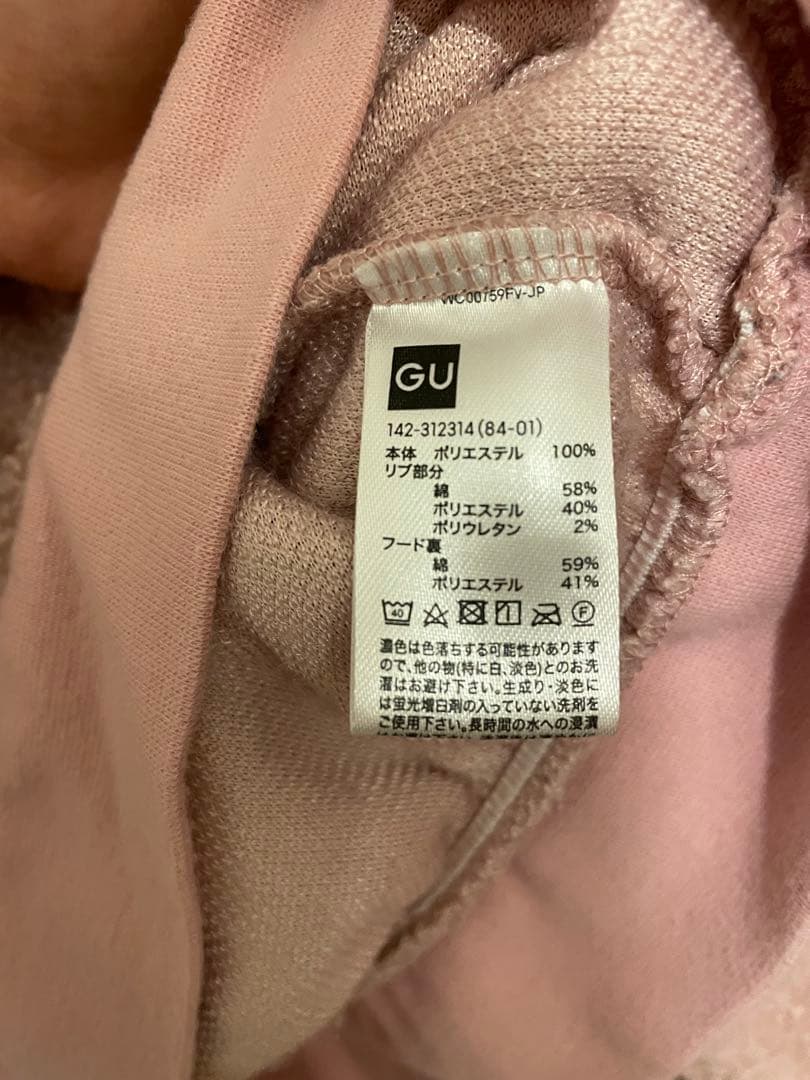 WC00759FV-JP
GU
142-312314(84-01)
本体 ポリエステル 100%
リブ部分
綿 58%
ポリエステル 40%
ポリウレタン 2%
フード裏
綿 59%
ポリエステル 41%
40 F
濃色は色落ちする可能性があります
ので、他の物(特に白、淡色)とのお洗
濯はお避け下さい。生成り・淡色に
は蛍光増白剤の入っていない洗剤を
ご使用下さい。長時間の水への浸漬